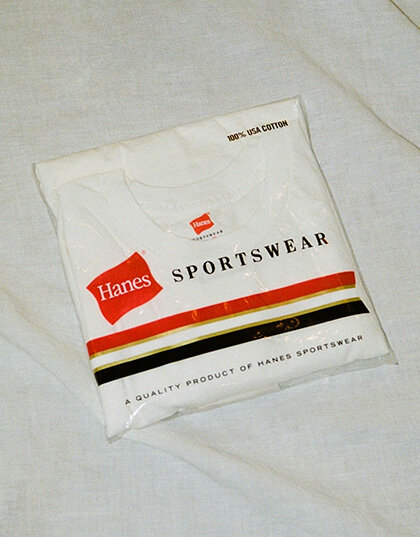 100% USA COTTON
Hanes
SPORTSWEAR
Hanes
SPORTSWEAR
A QUALITY PRODUCT OF HANES SPORTSWEAR